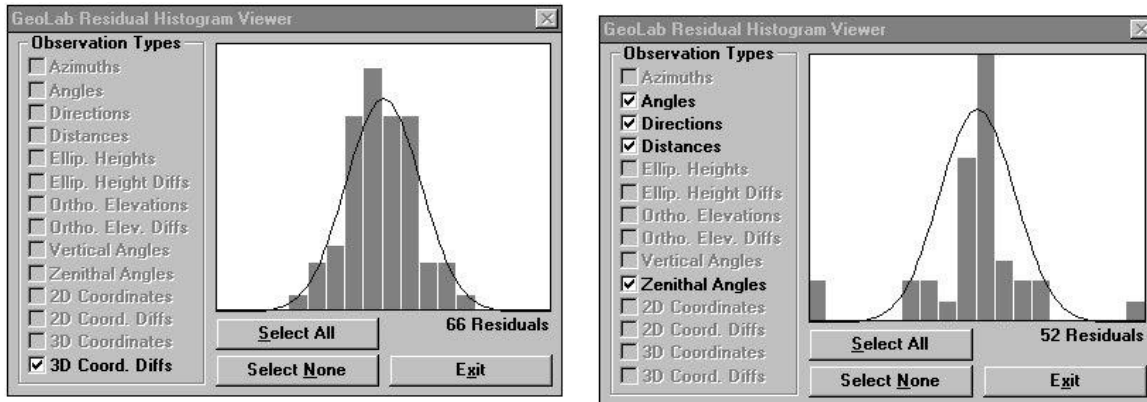 GeoLab Residual Histogram Viewer
Observation Types
Azimuths
Angles
Directions
Distances
Ellip. Heights
Ellip. Height Diffs
Ortho. Elevations
Ortho. Elev. Diffs
Vertical Angles
Zenithal Angles
2D Coordinates
2D Coord. Diffs
3D Coordinates
3D Coord. Diffs
66 Residuals
Select All
Select None
Exit
GeoLab Residual Histogram Viewer
Observation Types
Azimuths
Angles
Directions
Distances
Ellip. Heights
Ellip. Height Diffs
Ortho. Elevations
Ortho. Elev. Diffs
Vertical Angles
Zenithal Angles
2D Coordinates
2D Coord. Diffs
3D Coordinates
3D Coord. Diffs
52 Residuals
Select All
Select None
Exit